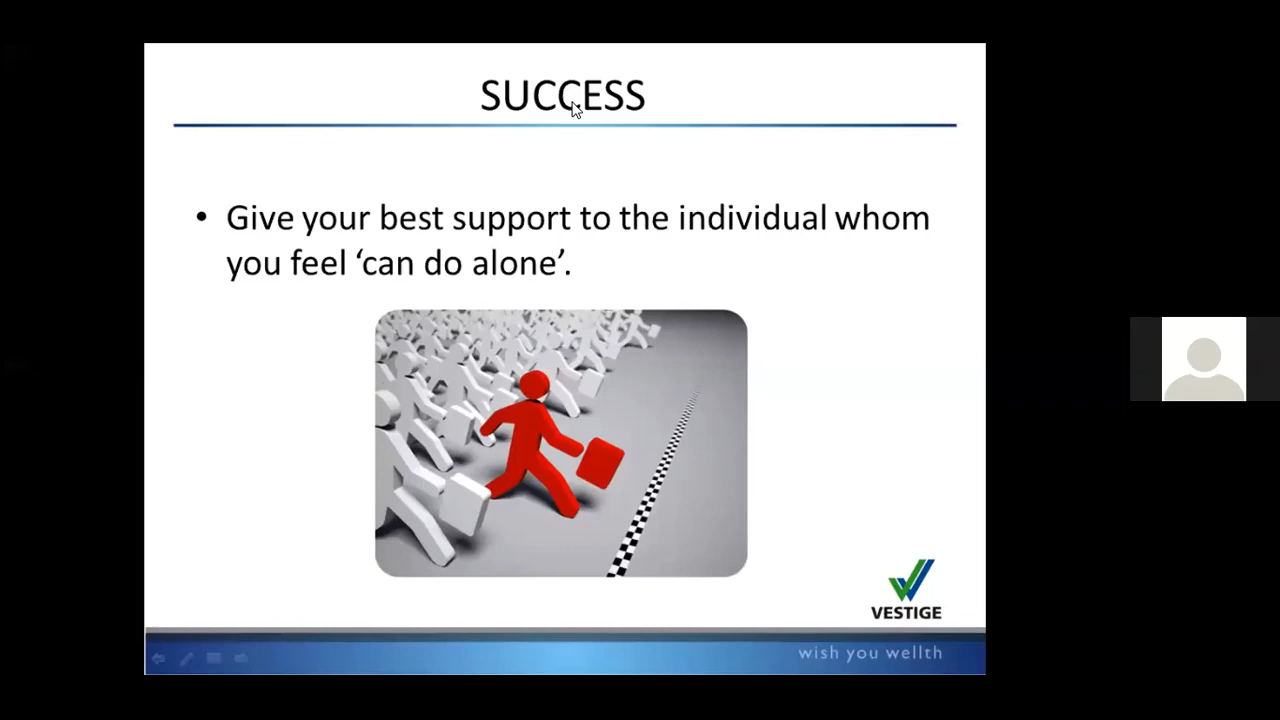 SUCCESS
• Give your best support to the individual whom
you feel ‘can do alone’.
VESTIGE
wish you wellth